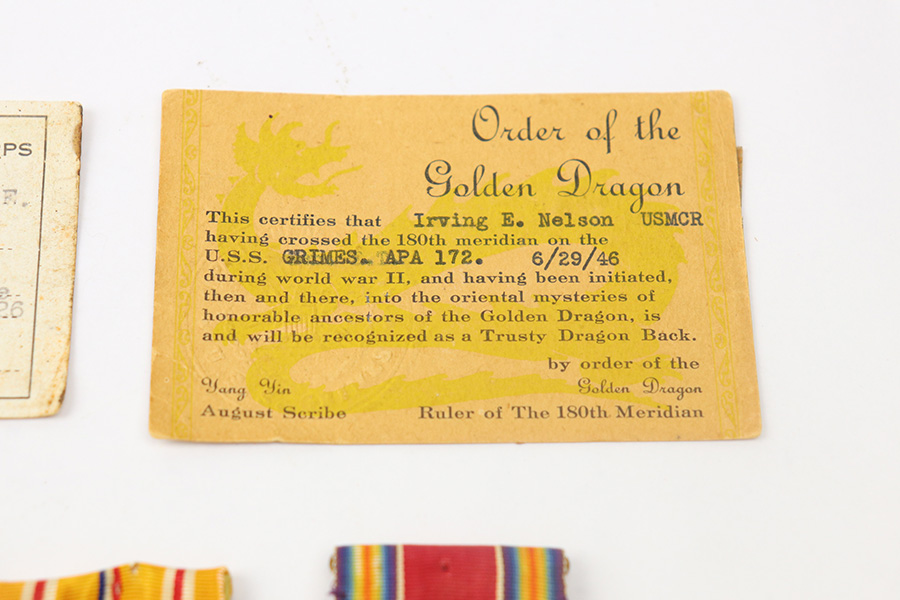 Order of the
Golden Dragon
This certifies that Irving E. Nelson USMCR
having crossed the 180th meridian on the
U.S.S. GRIMES. APA 172. 6/29/46
during world war II, and having been initiated,
then and there, into the oriental mysteries of
honorable ancestors of the Golden Dragon, is
and will be recognized as a Trusty Dragon Back.
by order of the
Yang Yin Golden Dragon
August Scribe Ruler of The 180th Meridian
PS
E.
26